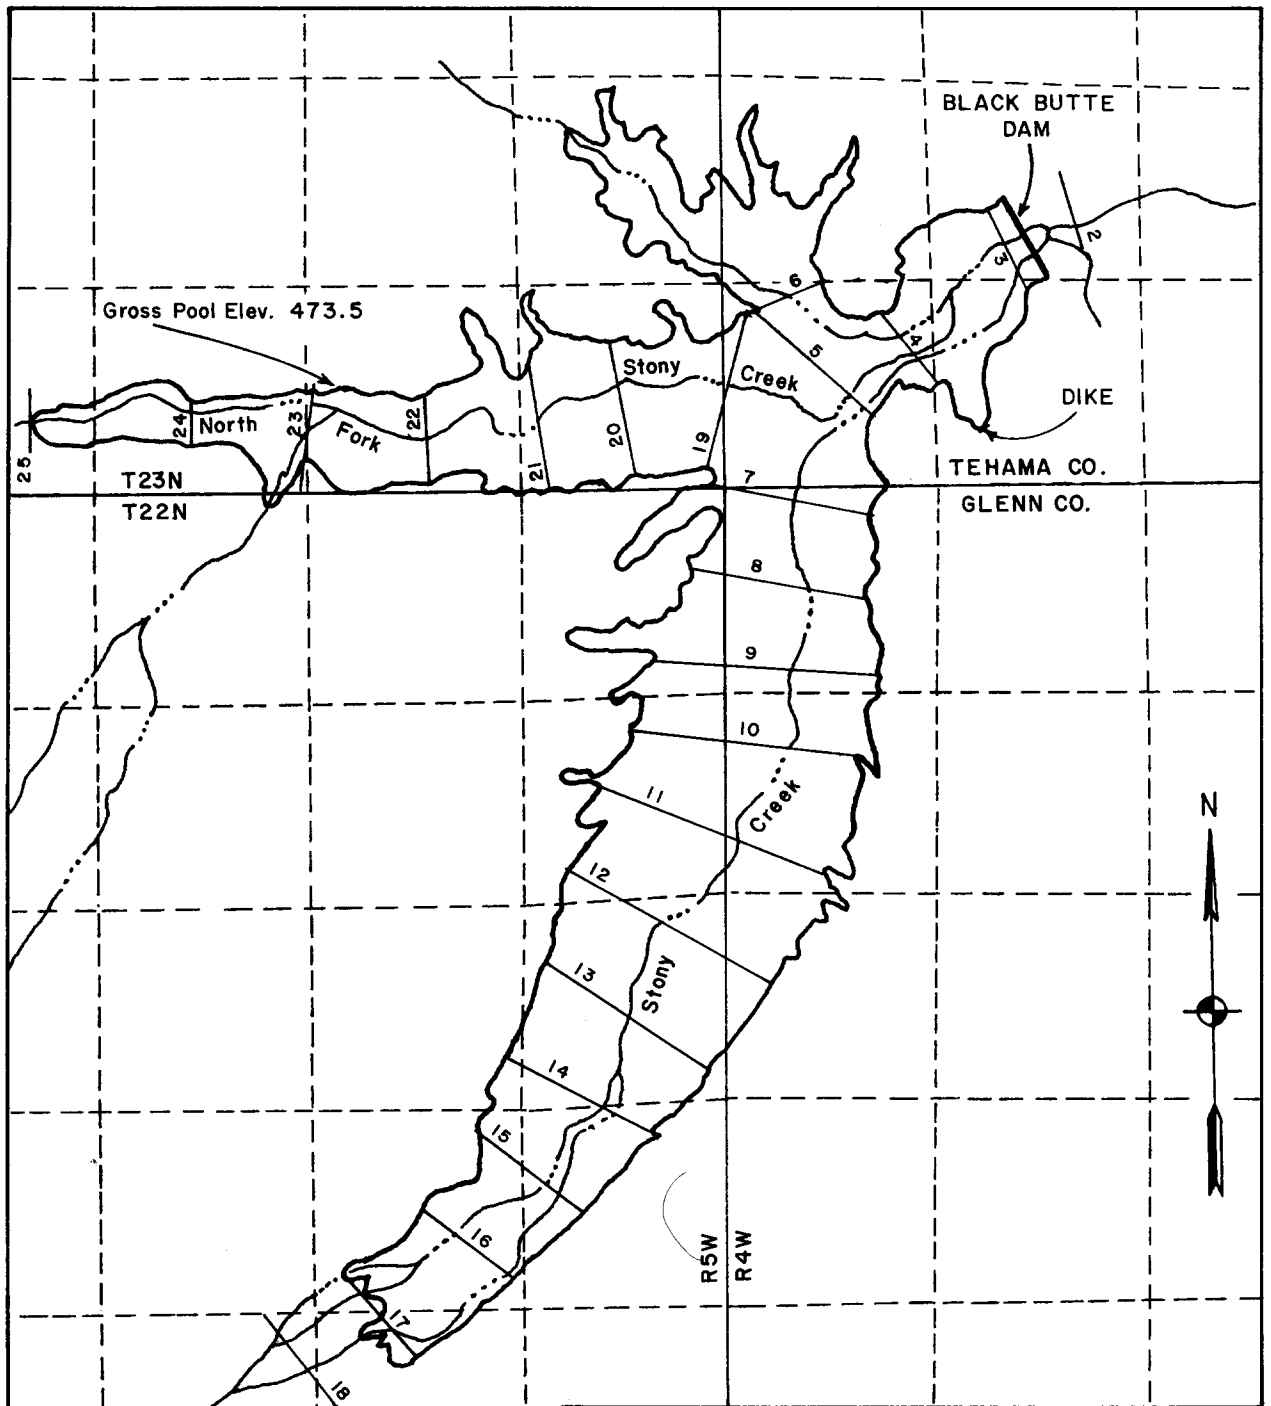 BLACK BUTTE
DAM
2
3
6
Gross Pool Elev. 473.5
4
5
Stony
Creek
DIKE
22
23
24
North
Fork
20
19
21
25
T23N
T22N
TEHAMA CO.
GLENN CO.
7
8
9
10
11
Creek
12
13
Stony
N
14
15
16
R5W
R4W
17
18